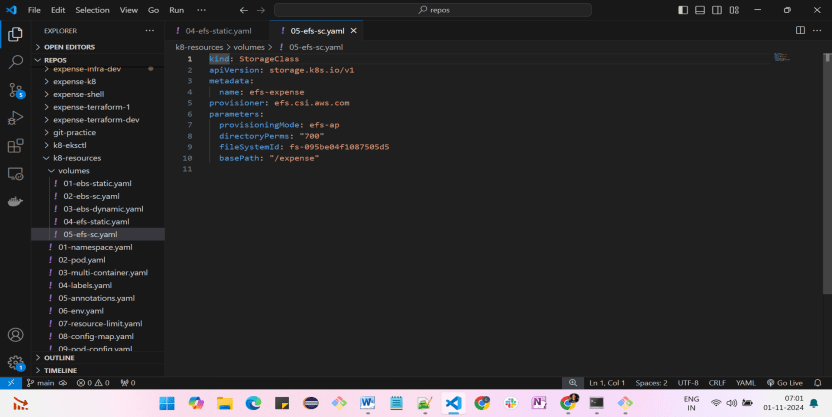 File Edit Selection View Go Run ··· repos
EXPLORER ···
OPEN EDITORS
REPOS
expense-infra-dev
expense-k8
expense-shell
expense-terraform-1
expense-terraform-dev
git-practice
k8-eksctl
k8-resources
volumes
! 01-ebs-static.yaml
! 02-ebs-sc.yaml
! 03-ebs-dynamic.yaml
! 04-efs-static.yaml
! 05-efs-sc.yaml
! 01-namespace.yaml
! 02-pod.yaml
! 03-multi-container.yaml
! 04-labels.yaml
! 05-annotations.yaml
! 06-env.yaml
! 07-resource-limit.yaml
! 08-config-map.yaml
! 09-pod-config.yaml
OUTLINE
TIMELINE
! 04-efs-static.yaml ! 05-efs-sc.yaml ×
k8-resources > volumes > ! 05-efs-sc.yaml
1 kind: StorageClass
2 apiVersion: storage.k8s.io/v1
3 metadata:
4 name: efs-expense
5 provisioner: efs.csi.aws.com
6 parameters:
7 provisioningMode: efs-ap
8 directoryPerms: "700"
9 fileSystemId: fs-095be04f1087505d5
10 basePath: "/expense"
11
main 0 0 0 Ln 1, Col 1 Spaces: 2 UTF-8 CRLF YAML Go Live
ENG 07:01
IN 01-11-2024